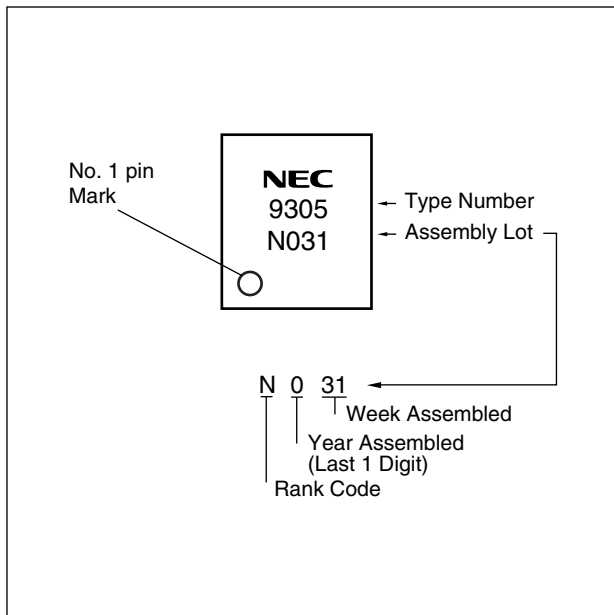 No. 1 pin
Mark
NEC
9305
N031
Type Number
Assembly Lot
N 0 31
Week Assembled
Year Assembled
(Last 1 Digit)
Rank Code